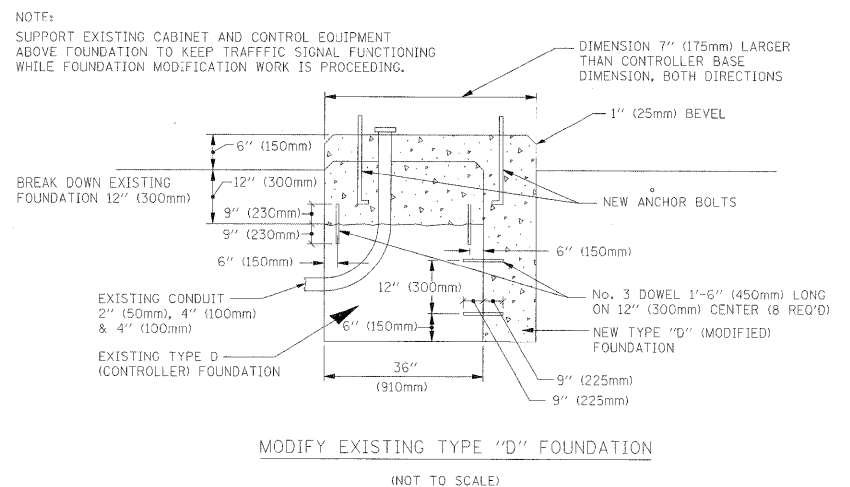 NOTE:
SUPPORT EXISTING CABINET AND CONTROL EQUIPMENT
ABOVE FOUNDATION TO KEEP TRAFFFIC SIGNAL FUNCTIONING
WHILE FOUNDATION MODIFICATION WORK IS PROCEEDING.
DIMENSION 7" (175mm) LARGER
THAN CONTROLLER BASE
DIMENSION, BOTH DIRECTIONS
1" (25mm) BEVEL
6" (150mm)
BREAK DOWN EXISTING
FOUNDATION 12" (300mm)
12" (300mm)
NEW ANCHOR BOLTS
9" (230mm)
9" (230mm)
6" (150mm)
6" (150mm)
12"
(300mm)
EXISTING CONDUIT
2" (50mm), 4" (100mm)
& 4" (100mm)
No. 3 DOWEL 1'-6" (450mm) LONG
ON 12" (300mm) CENTER (8 REQ'D)
6"
(150mm)
NEW TYPE "D" (MODIFIED)
FOUNDATION
EXISTING TYPE D
(CONTROLLER) FOUNDATION
36"
(910mm)
9" (225mm)
9" (225mm)
MODIFY EXISTING TYPE "D" FOUNDATION
(NOT TO SCALE)